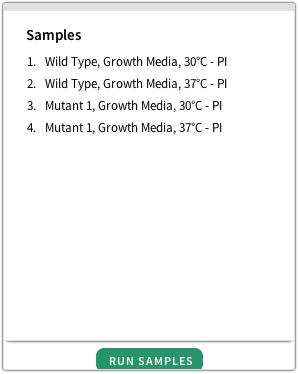 Samples
1. Wild Type, Growth Media, 30°C - PI
2. Wild Type, Growth Media, 37°C - PI
3. Mutant 1, Growth Media, 30°C - PI
4. Mutant 1, Growth Media, 37°C - PI
RUN SAMPLES